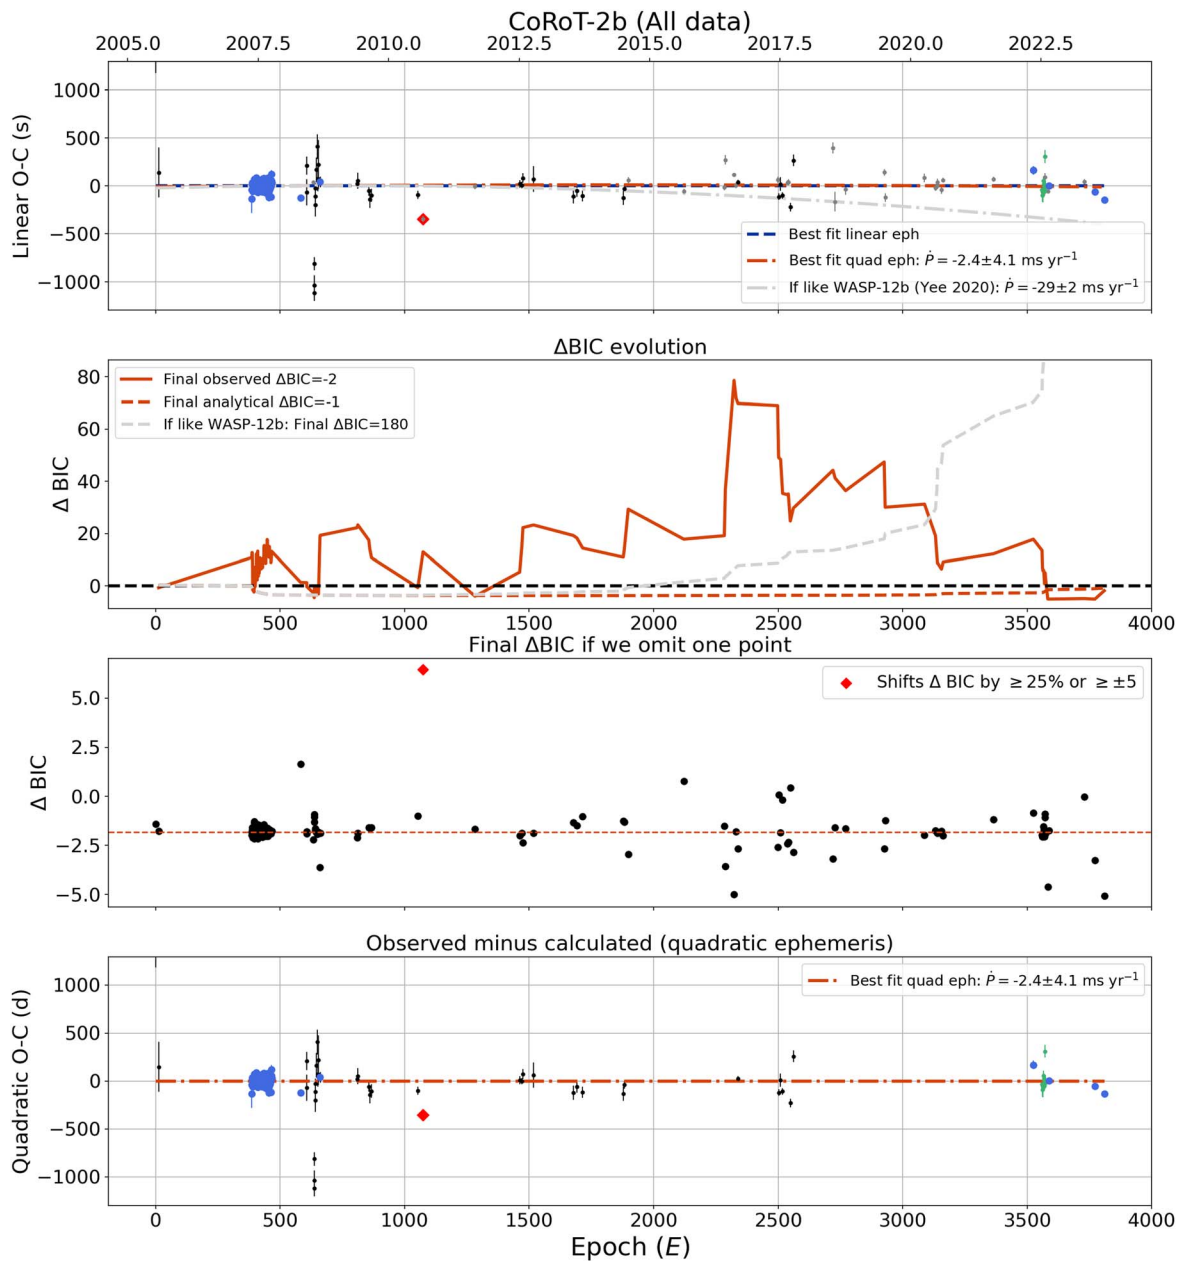 CoRoT-2b (All data)
2005.0 2007.5 2010.0 2012.5 2015.0 2017.5 2020.0 2022.5
Linear O-C (s)
1000
500
0
−500
−1000
Best fit linear eph
Best fit quad eph: Ṗ = -2.4±4.1 ms yr⁻¹
If like WASP-12b (Yee 2020): Ṗ = -29±2 ms yr⁻¹
ΔBIC evolution
Δ BIC
80
60
40
20
0
Final observed ΔBIC=-2
Final analytical ΔBIC=-1
If like WASP-12b: Final ΔBIC=180
0 500 1000 1500 2000 2500 3000 3500 4000
Final ΔBIC if we omit one point
Δ BIC
5.0
2.5
0.0
−2.5
−5.0
Shifts Δ BIC by ≥25% or ≥±5
Observed minus calculated (quadratic ephemeris)
Quadratic O-C (d)
1000
500
0
−500
−1000
Best fit quad eph: Ṗ = -2.4±4.1 ms yr⁻¹
0 500 1000 1500 2000 2500 3000 3500 4000
Epoch (E)